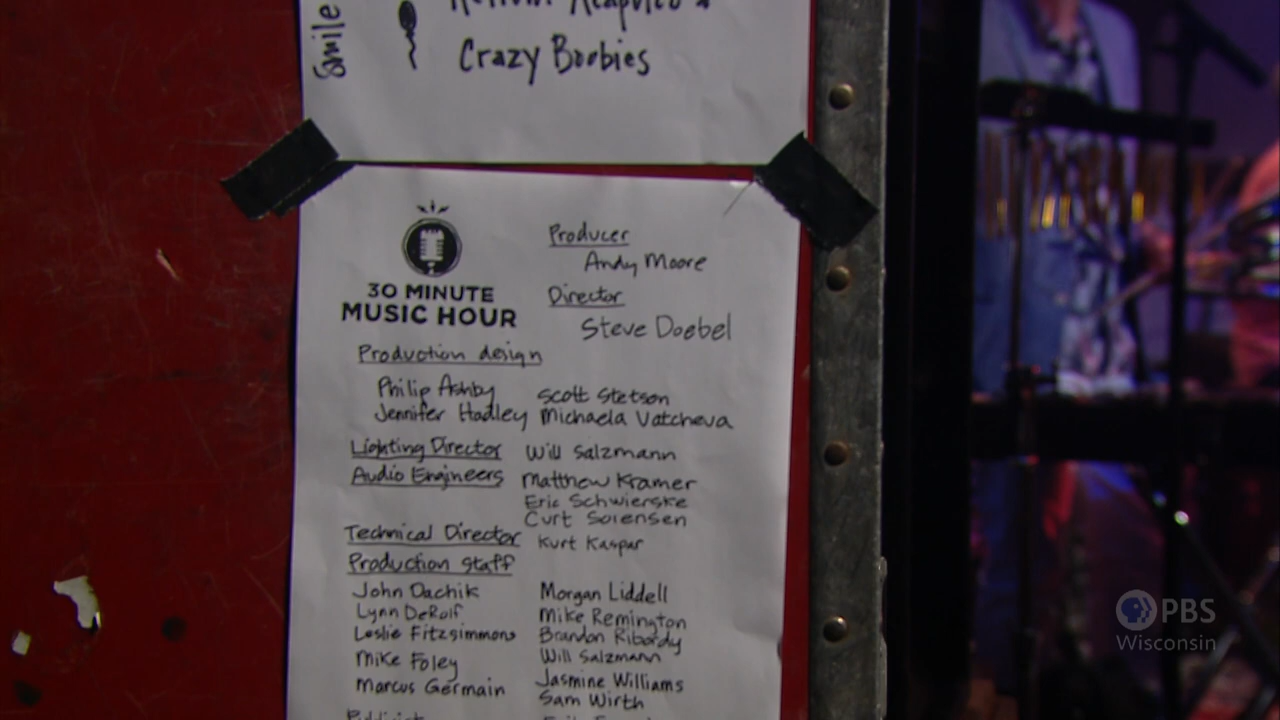 Smile
Crazy Boobies
30 MINUTE
MUSIC HOUR
Producer
Andy Moore
Director
Steve Doebel
Production design
Philip Ashby Scott Stetson
Jennifer Hadley Michaela Vatcheva
Lighting Director Will Salzmann
Audio Engineers Matthew Kramer
Eric Schwierske
Curt Sorensen
Technical Director Kurt Kaspar
Production staff
John Dachik Morgan Liddell
Lynn DeRolf Mike Remington
Leslie Fitzsimmons Brandon Ribordy
Mike Foley Will Salzmann
Marcus Germain Jasmine Williams
Sam Wirth
PBS
Wisconsin